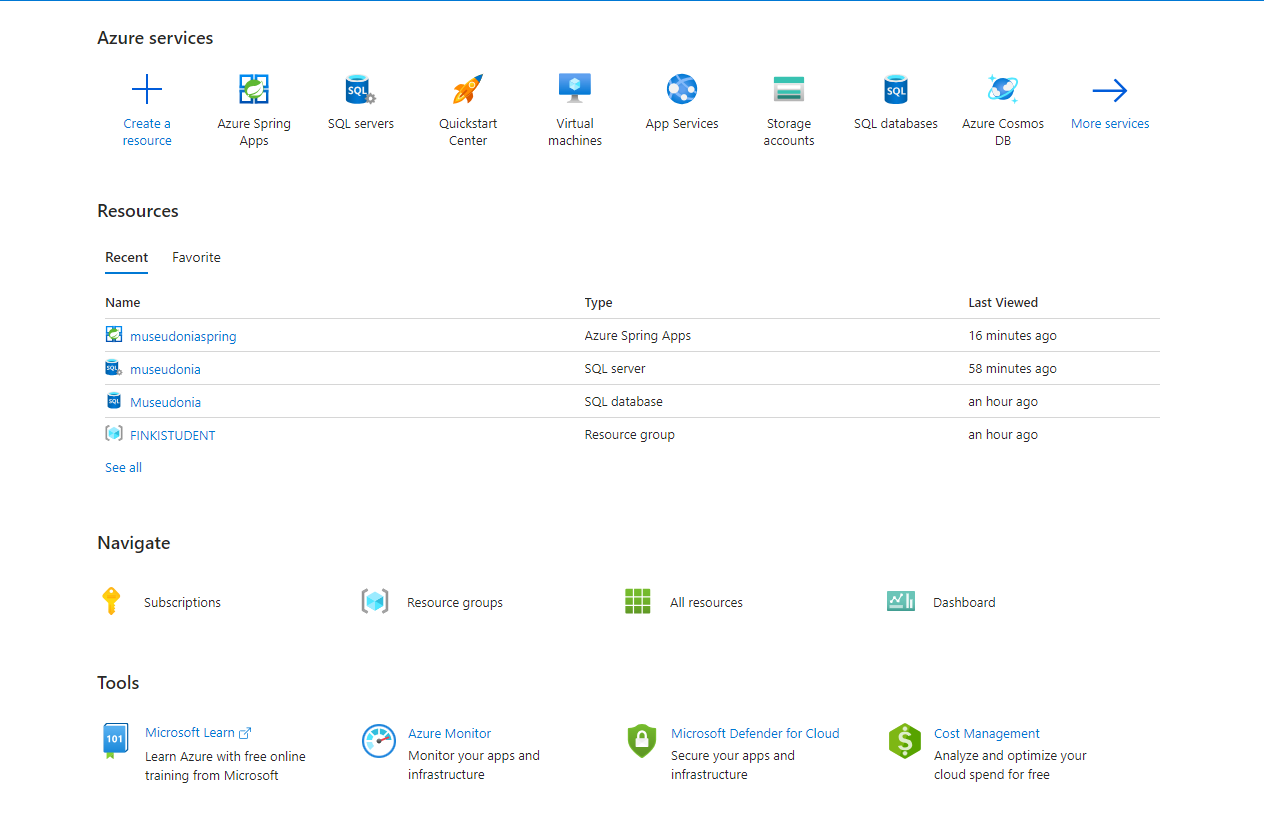 Azure services
Create a resource
Azure Spring Apps
SQL
SQL servers
Quickstart Center
Virtual machines
App Services
Storage accounts
SQL
SQL databases
Azure Cosmos DB
More services
Resources
Recent Favorite
Name Type Last Viewed
museudoniaspring Azure Spring Apps 16 minutes ago
SQL museudonia SQL server 58 minutes ago
SQL Museudonia SQL database an hour ago
FINKISTUDENT Resource group an hour ago
See all
Navigate
Subscriptions Resource groups All resources Dashboard
Tools
101
Microsoft Learn
Learn Azure with free online
training from Microsoft
Azure Monitor
Monitor your apps and
infrastructure
Microsoft Defender for Cloud
Secure your apps and
infrastructure
$
Cost Management
Analyze and optimize your
cloud spend for free